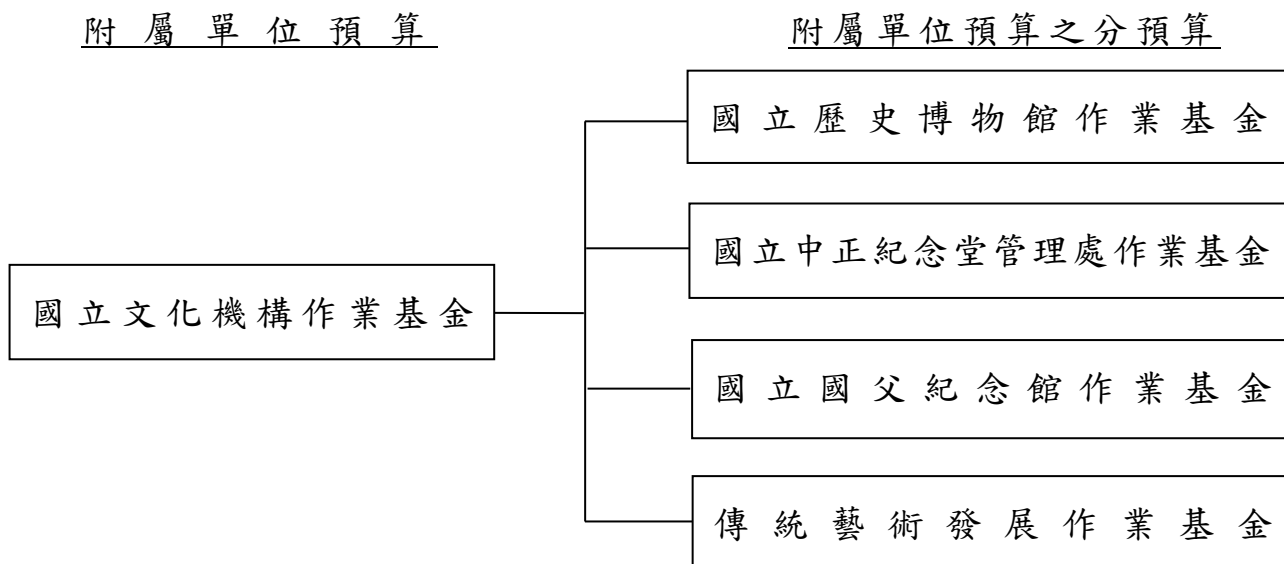 附屬單位預算
附屬單位預算之分預算
國立歷史博物館作業基金
國立中正紀念堂管理處作業基金
國立文化機構作業基金
國立國父紀念館作業基金
傳統藝術發展作業基金